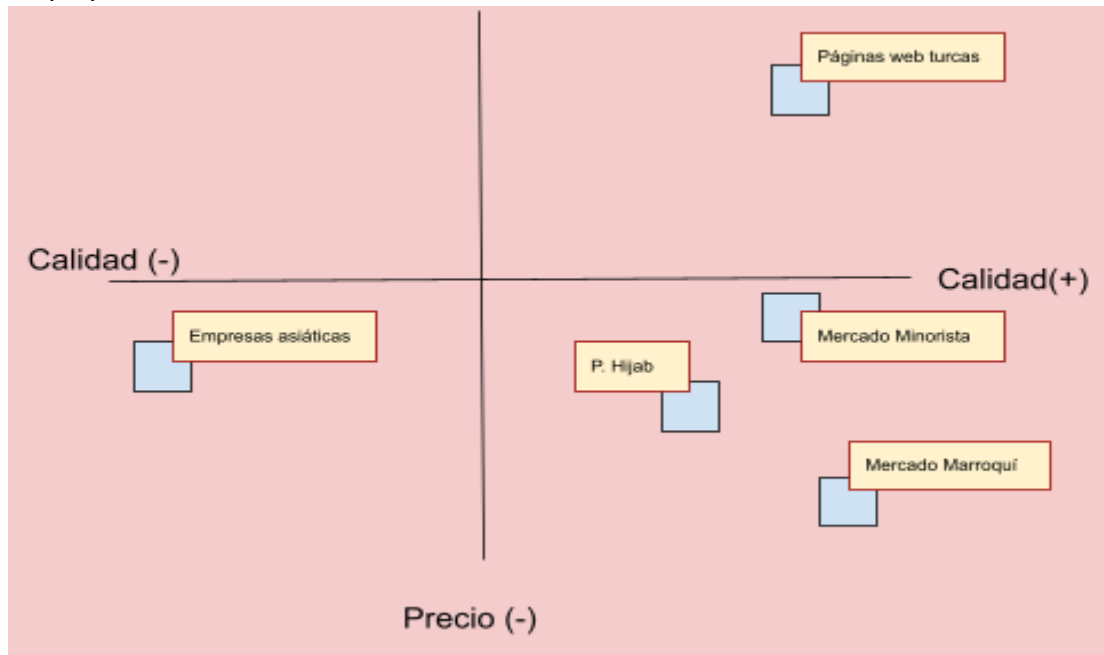 Páginas web turcas
Calidad (-)
Calidad(+)
Empresas asiáticas
Mercado Minorista
P. Hijab
Mercado Marroquí
Precio (-)